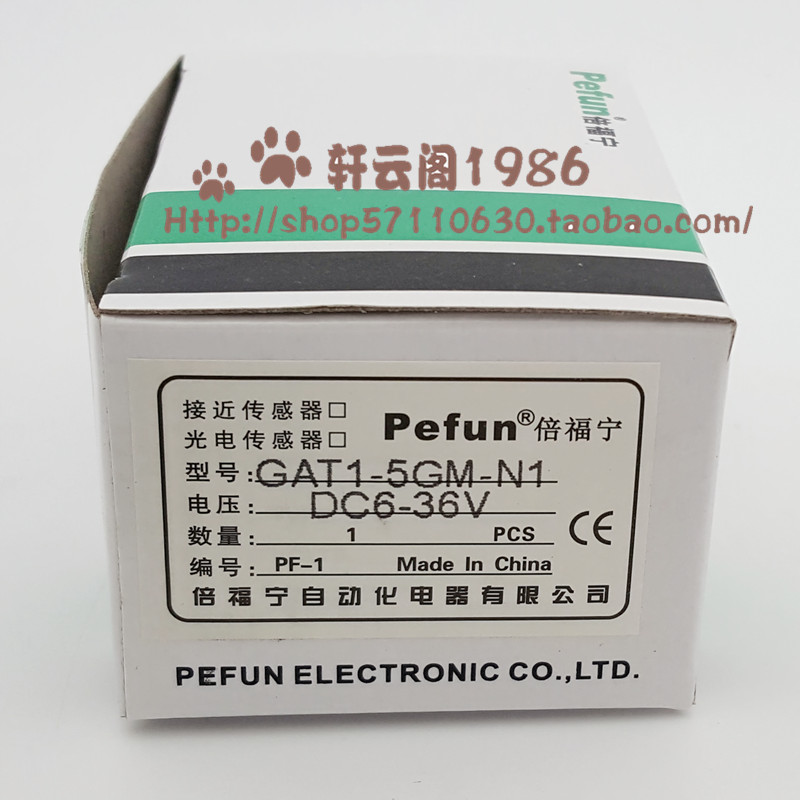 Pefun®倍福宁
轩云阁1986
Http://shop57110630.taobao.com/
接近传感器□
光电传感器□
Pefun®倍福宁
型号:GAT1-5GM-N1
电压:DC6-36V
数量: 1 PCS
CE
编号: PF-1 Made In China
倍福宁自动化电器有限公司
PEFUN ELECTRONIC CO.,LTD.